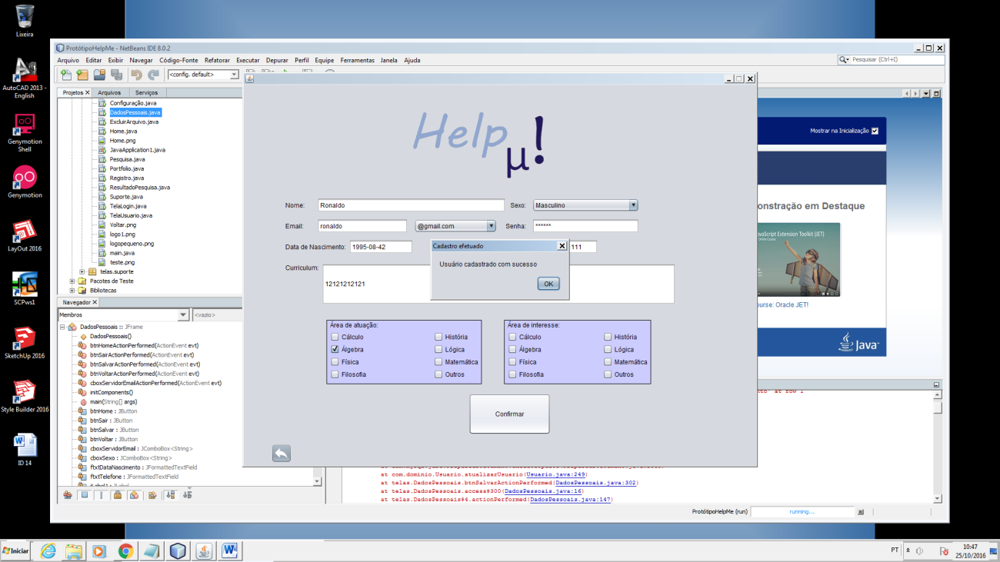 Lixeira
AutoCAD 2013 -
English
Genymotion
Shell
Genymotion
LayOut 2016
SCPws1
SketchUp 2016
Style Builder 2016
ID 14
ProtótipoHelpMe - NetBeans IDE 8.0.2
Arquivo Editar Exibir Navegar Código-Fonte Refatorar Executar Depurar Perfil Equipe Ferramentas Janela Ajuda
Pesquisar (Ctrl+I)
<config. default>
Projetos Arquivos Serviços
Configuração.java
DadosPessoais.java
ExcluirArquivo.java
Home.java
Home.png
JavaApplication1.java
Pesquisa.java
Portfolio.java
Registro.java
ResultadoPesquisa.java
Suporte.java
TelaLogin.java
TelaUsuario.java
Voltar.png
logo1.png
logopequeno.png
main.java
teste.png
telas.suporte
Pacotes de Teste
Bibliotecas
Navegador
Membros <vazio>
DadosPessoais :: JFrame
DadosPessoais()
btnHomeActionPerformed(ActionEvent evt)
btnSairActionPerformed(ActionEvent evt)
btnSalvarActionPerformed(ActionEvent evt)
btnVoltarActionPerformed(ActionEvent evt)
cboxServidorEmailActionPerformed(ActionEvent evt)
initComponents()
main(String[] args)
btnHome : JButton
btnSair : JButton
btnSalvar : JButton
btnVoltar : JButton
cboxServidorEmail : JComboBox<String>
cboxSexo : JComboBox<String>
ftxtDataNascimento : JFormattedTextField
ftxtTelefone : JFormattedTextField
Help
µ!
Nome: Ronaldo Sexo: Masculino
Email: ronaldo @gmail.com Senha: ******
Data de Nascimento: 1995-08-42 111
Curriculum: 12121212121
Cadastro efetuado
Usuário cadastrado com sucesso
OK
Área de atuação:
Cálculo História
Álgebra Lógica
Física Matemática
Filosofia Outros
Área de interesse:
Cálculo História
Álgebra Lógica
Física Matemática
Filosofia Outros
Confirmar
Mostrar na Inicialização
onstração em Destaque
avaScript Extension Toolkit (JET)
Online Course
urse: Oracle JET!
Java
nto' at row 1
at com.dominio.Usuario.atualizarUsuario(Usuario.java:249)
at telas.DadosPessoais.btnSalvarActionPerformed(DadosPessoais.java:302)
at telas.DadosPessoais.access$300(DadosPessoais.java:16)
at telas.DadosPessoais$4.actionPerformed(DadosPessoais.java:147)
ProtótipoHelpMe (run) running...
Iniciar
PT
10:47
25/10/2016